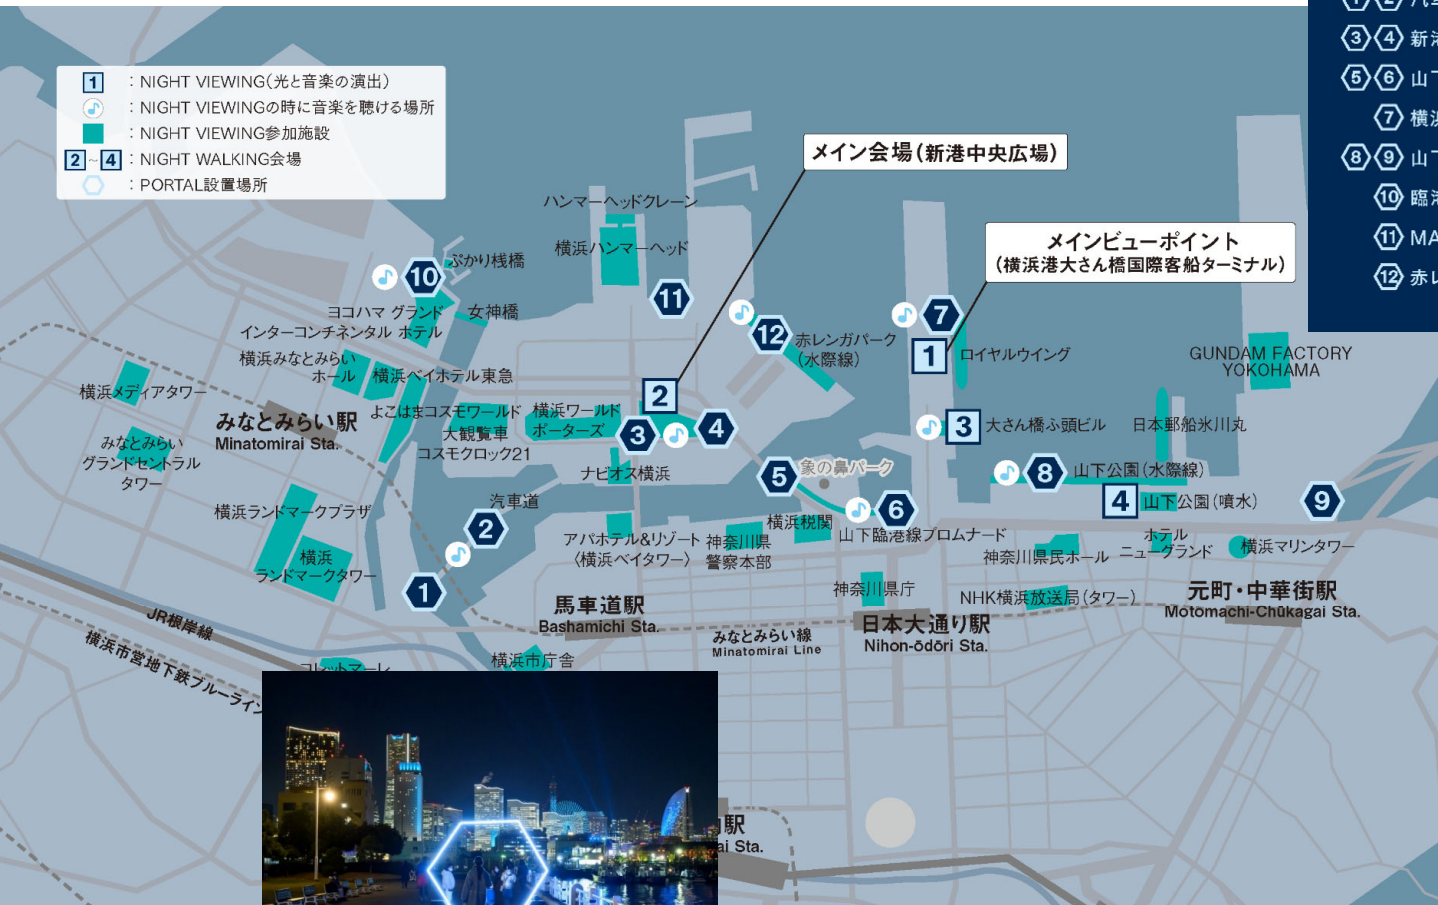 1 : NIGHT VIEWING(光と音楽の演出)
: NIGHT VIEWINGの時に音楽を聴ける場所
: NIGHT VIEWING参加施設
2~4 : NIGHT WALKING会場
: PORTAL設置場所
3 4 新
5 6 山
7 横
8 9 山
10 臨
11 MA
12 赤
メイン会場(新港中央広場)
メインビューポイント
(横浜港大さん橋国際客船ターミナル)
ハンマーヘッドクレーン
横浜ハンマーヘッド
ぷかり桟橋
10
11
ヨコハマ グランド
インターコンチネンタル ホテル
女神橋
12
赤レンガパーク
(水際線)
7
1
ロイヤルウイング
GUNDAM FACTORY
YOKOHAMA
横浜みなとみらい
ホール
横浜ベイホテル東急
横浜メディアタワー
みなとみらい駅
Minatomirai Sta.
よこはまコスモワールド
大観覧車
コスモクロック21
横浜ワールド
ポーターズ
2
3
4
3
大さん橋ふ頭ビル
日本郵船氷川丸
みなとみらい
グランドセントラル
タワー
ナビオス横浜
5
象の鼻パーク
8
山下公園(水際線)
4
山下公園(噴水)
9
汽車道
2
横浜ランドマークプラザ
6
横浜税関
山下臨港線プロムナード
アパホテル&リゾート
〈横浜ベイタワー〉
神奈川県
警察本部
神奈川県民ホール
ホテル
ニューグランド
横浜マリンタワー
横浜
ランドマークタワー
1
神奈川県庁
NHK横浜放送局(タワー)
元町・中華街駅
Motomachi-Chūkagai Sta.
馬車道駅
Bashamichi Sta.
日本大通り駅
Nihon-ōdōri Sta.
みなとみらい線
Minatomirai Line
JR根岸線
横浜市営地下鉄ブルーライン
横浜市庁舎
コレットマーレ
駅
ai Sta.